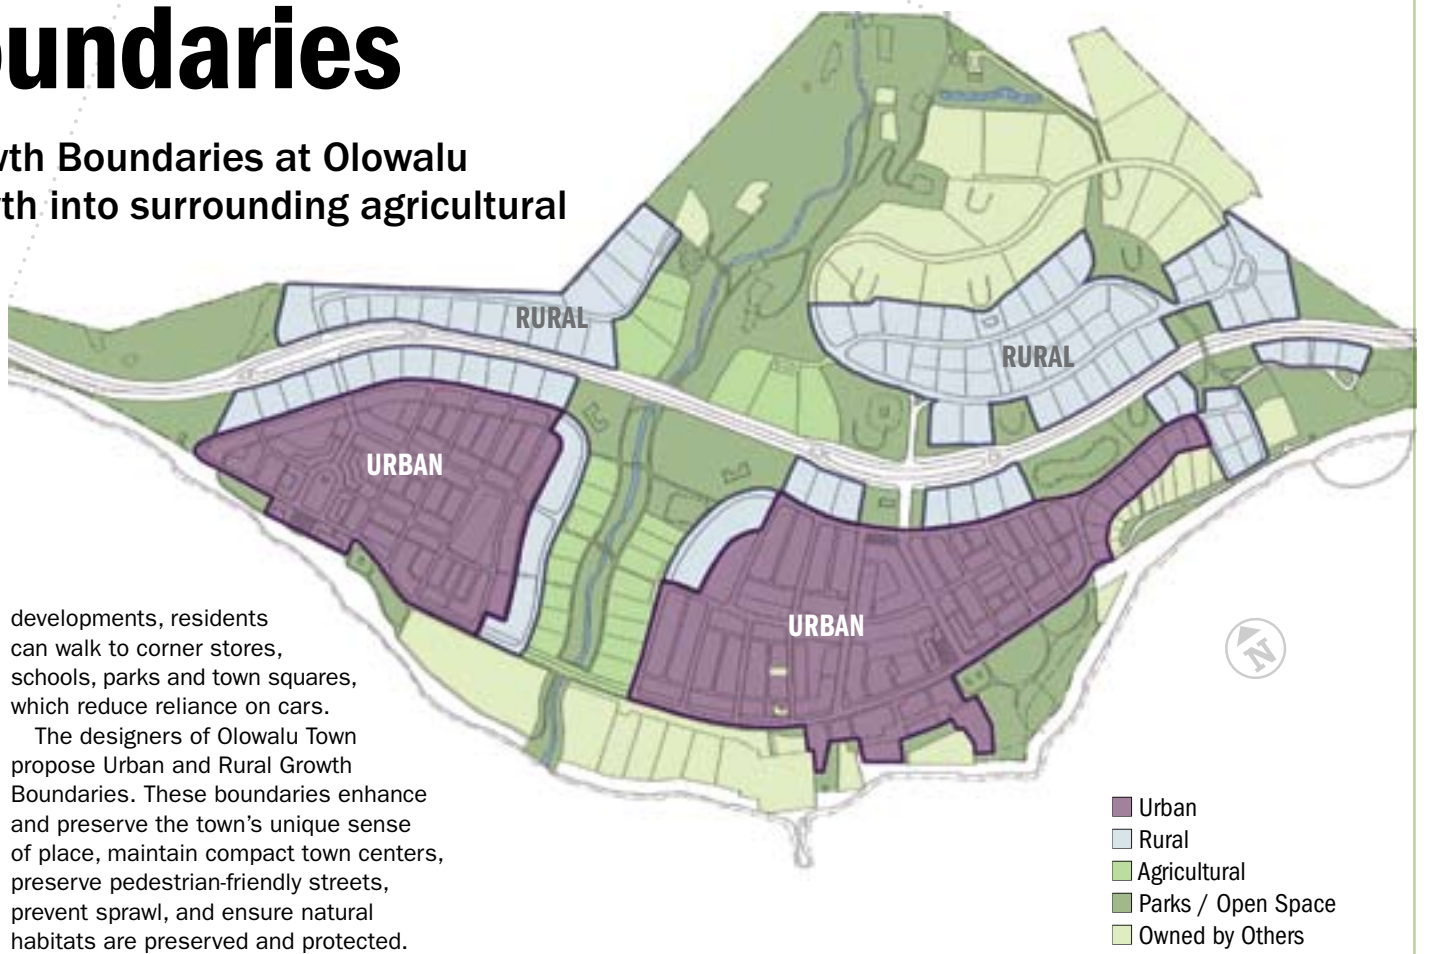 undaries
th Boundaries at Olowalu
th into surrounding agricultural
RURAL
RURAL
URBAN
URBAN
developments, residents
can walk to corner stores,
schools, parks and town squares,
which reduce reliance on cars.
The designers of Olowalu Town
propose Urban and Rural Growth
Boundaries. These boundaries enhance
and preserve the town's unique sense
of place, maintain compact town centers,
preserve pedestrian-friendly streets,
prevent sprawl, and ensure natural
habitats are preserved and protected.
N
Urban
Rural
Agricultural
Parks / Open Space
Owned by Others